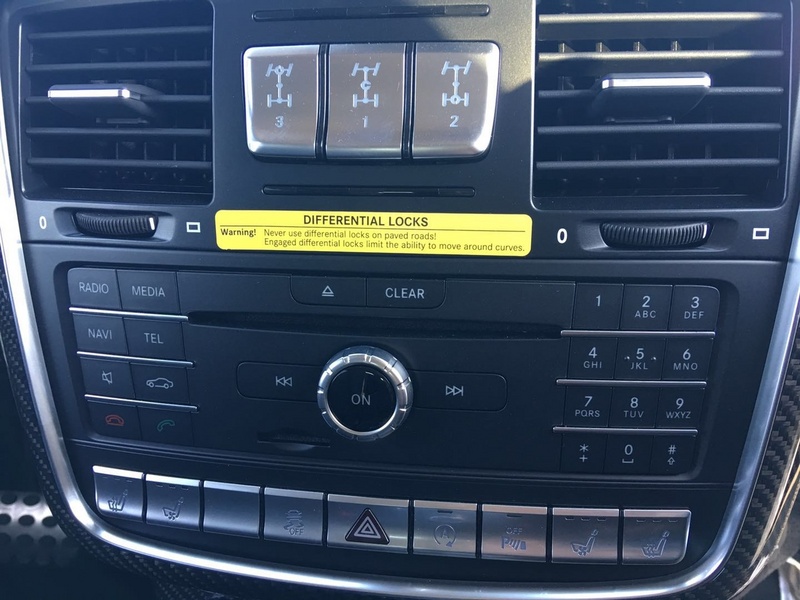 3 1 2
0
DIFFERENTIAL LOCKS
Warning! Never use differential locks on paved roads!
Engaged differential locks limit the ability to move around curves.
0
RADIO MEDIA
CLEAR
1 2 3
ABC DEF
NAVI TEL
4 5 6
GHI JKL MNO
ON
7 8 9
PQRS TUV WXYZ
* 0 #
+
OFF
OFF